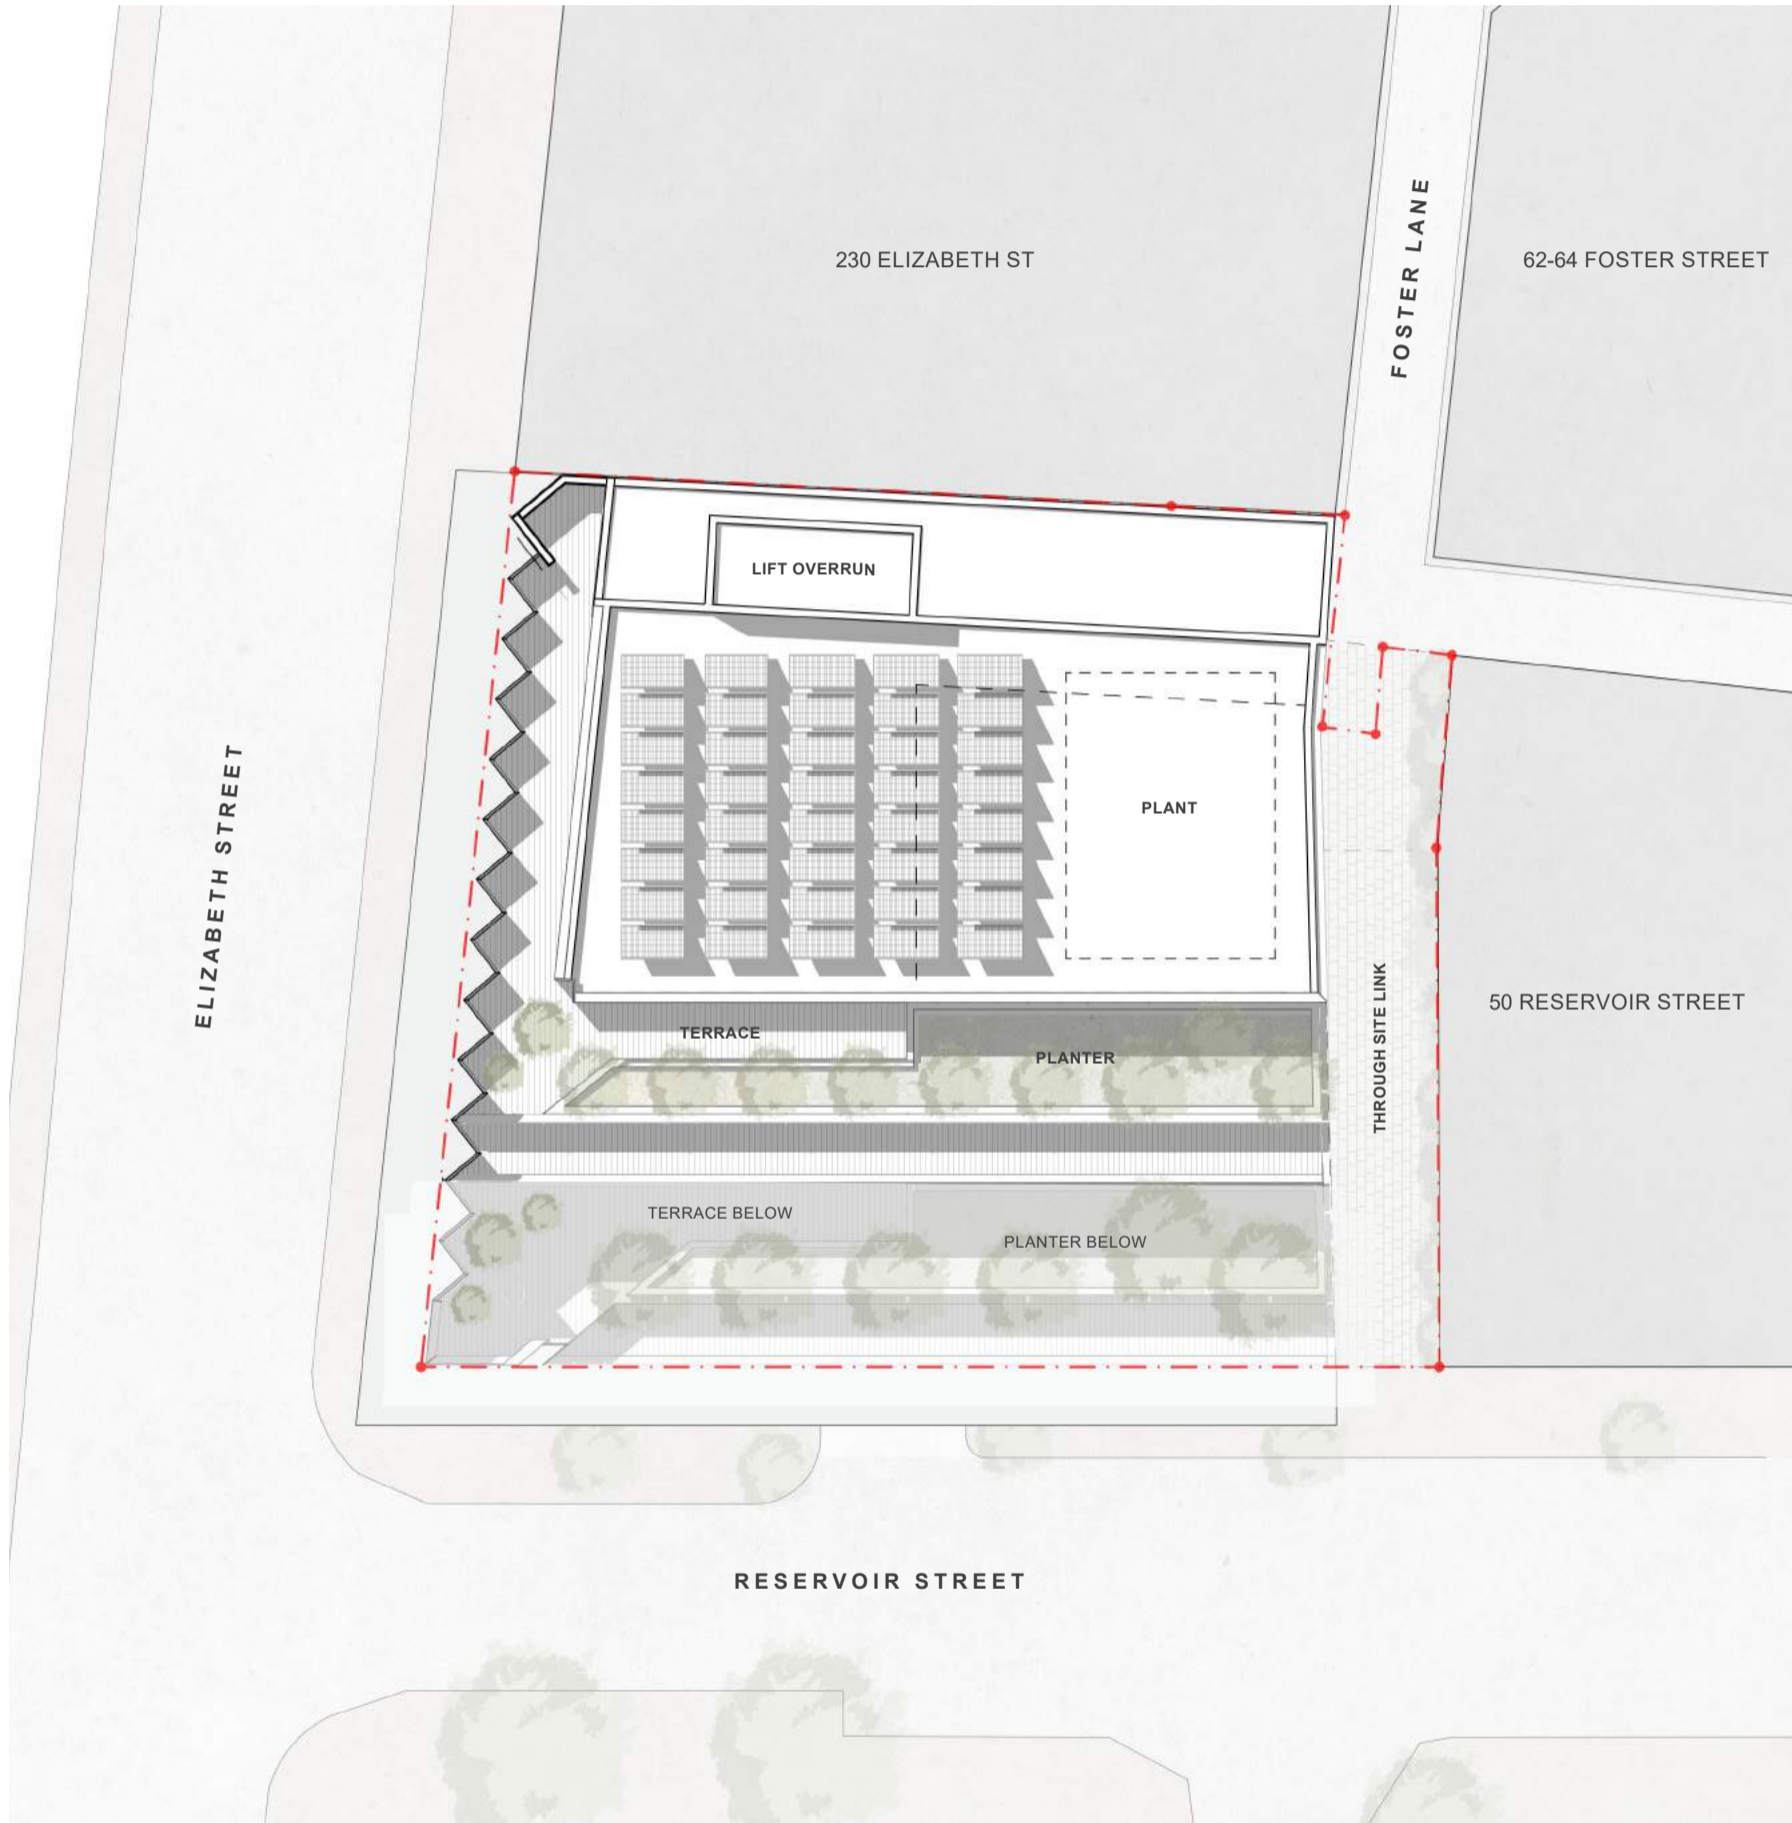 FOSTER LANE
230 ELIZABETH ST
62-64 FOSTER STREET
LIFT OVERRUN
ELIZABETH STREET
PLANT
THROUGH SITE LINK
50 RESERVOIR STREET
TERRACE
PLANTER
TERRACE BELOW
PLANTER BELOW
RESERVOIR STREET